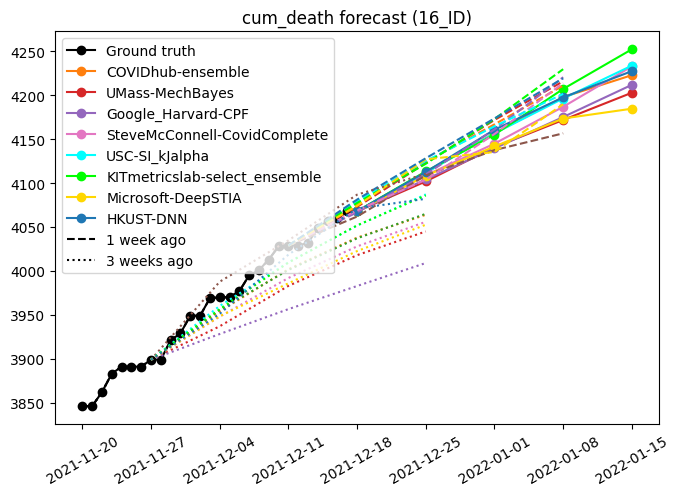 cum_death forecast (16_ID)
4250
4200
4150
4100
4050
4000
3950
3900
3850
Ground truth
COVIDhub-ensemble
UMass-MechBayes
Google_Harvard-CPF
SteveMcConnell-CovidComplete
USC-SI_kJalpha
KITmetricslab-select_ensemble
Microsoft-DeepSTIA
HKUST-DNN
1 week ago
3 weeks ago
2021-11-20
2021-11-27
2021-12-04
2021-12-11
2021-12-18
2021-12-25
2022-01-01
2022-01-08
2022-01-15